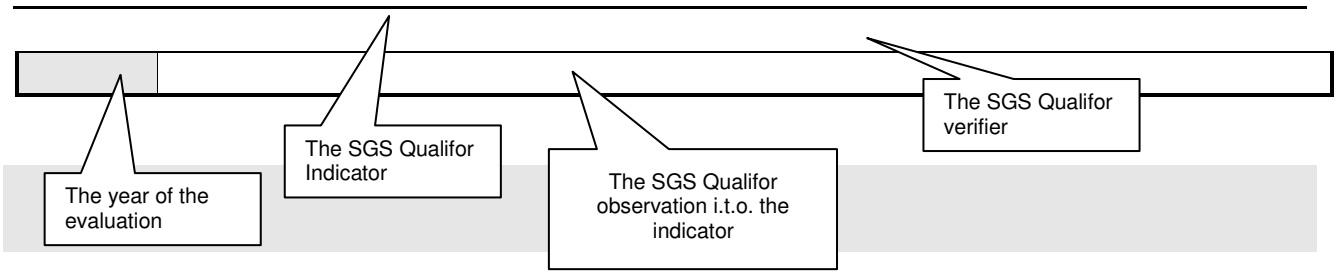 The SGS Qualifor
verifier
The SGS Qualifor
Indicator
The SGS Qualifor
observation i.t.o. the
indicator
The year of the
evaluation